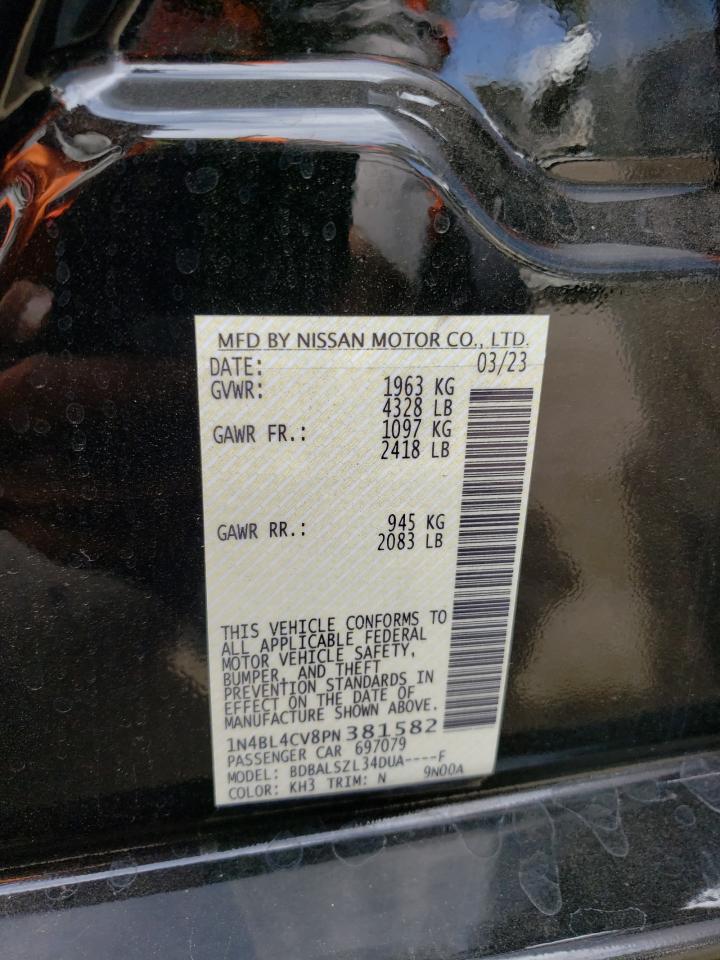 MFD BY NISSAN MOTOR CO., LTD.
DATE: 03/23
GVWR: 1963 KG
4328 LB
GAWR FR.: 1097 KG
2418 LB
GAWR RR.: 945 KG
2083 LB
THIS VEHICLE CONFORMS TO
ALL APPLICABLE FEDERAL
MOTOR VEHICLE SAFETY,
BUMPER, AND THEFT
PREVENTION STANDARDS IN
EFFECT ON THE DATE OF
MANUFACTURE SHOWN ABOVE.
1N4BL4CV8PN 381582
PASSENGER CAR 697079
MODEL: BDBALSZL34DUA----F
COLOR: KH3 TRIM: N 9N00A